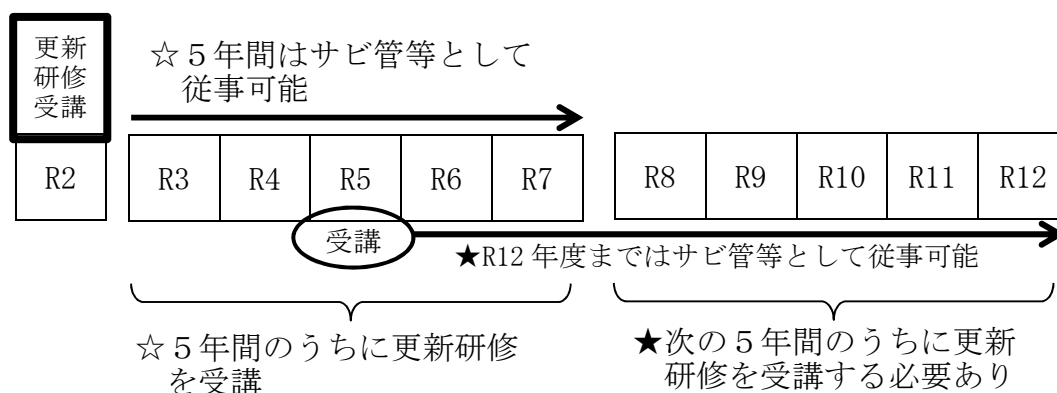 更新
研修
受講
☆５年間はサビ管等として
従事可能
R2
R3
R4
R5
R6
R7
R8
R9
R10
R11
R12
受講
★R12年度まではサビ管等として従事可能
☆５年間のうちに更新研修
を受講
★次の５年間のうちに更新
研修を受講する必要あり